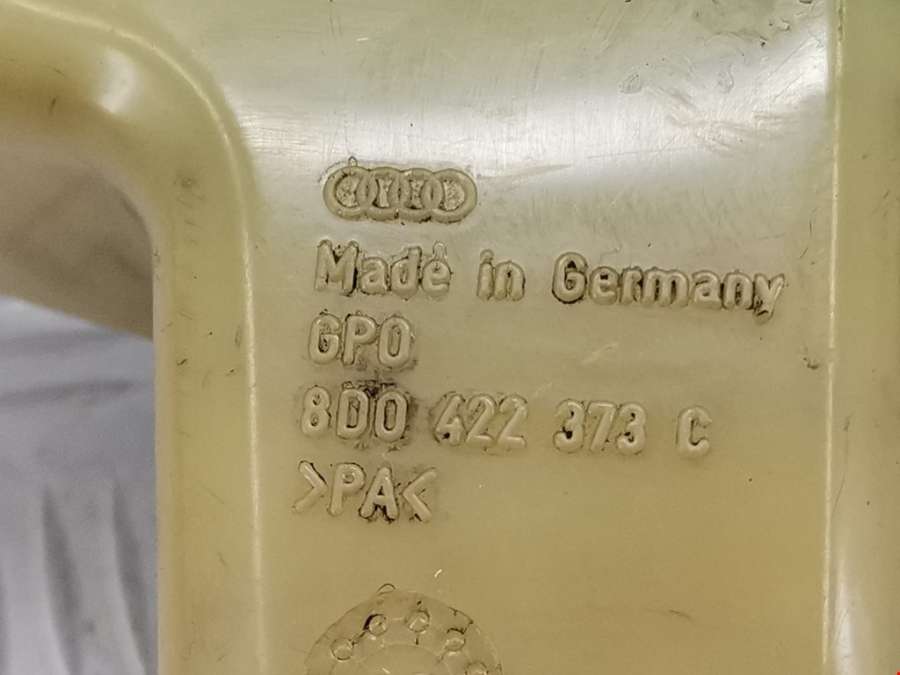 Made in Germany
GPO
8D0 422 373 C
>PA<